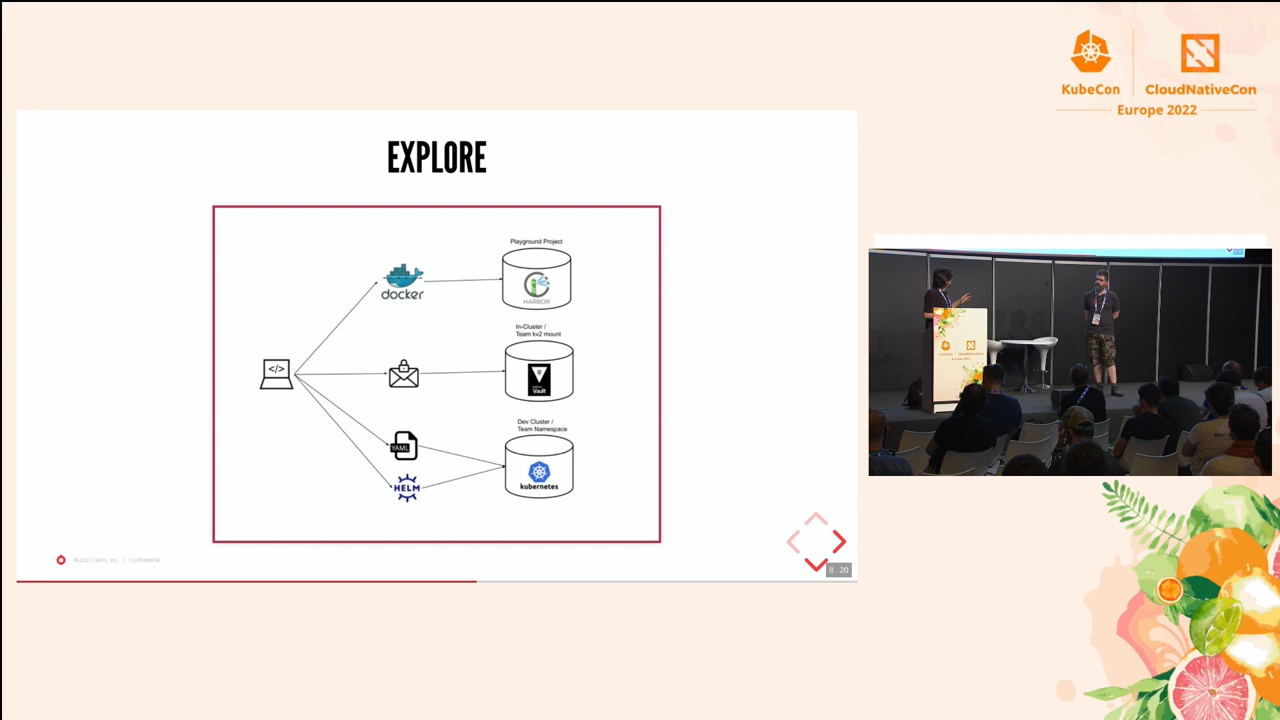 KubeCon
CloudNativeCon
Europe 2022
EXPLORE
Playground Project
docker
HARBOR
</>
In-Cluster /
Team kv2 mount
Vault
Dev Cluster /
Team Namespace
YAML
HELM
kubernetes
Confidential
8 . 20